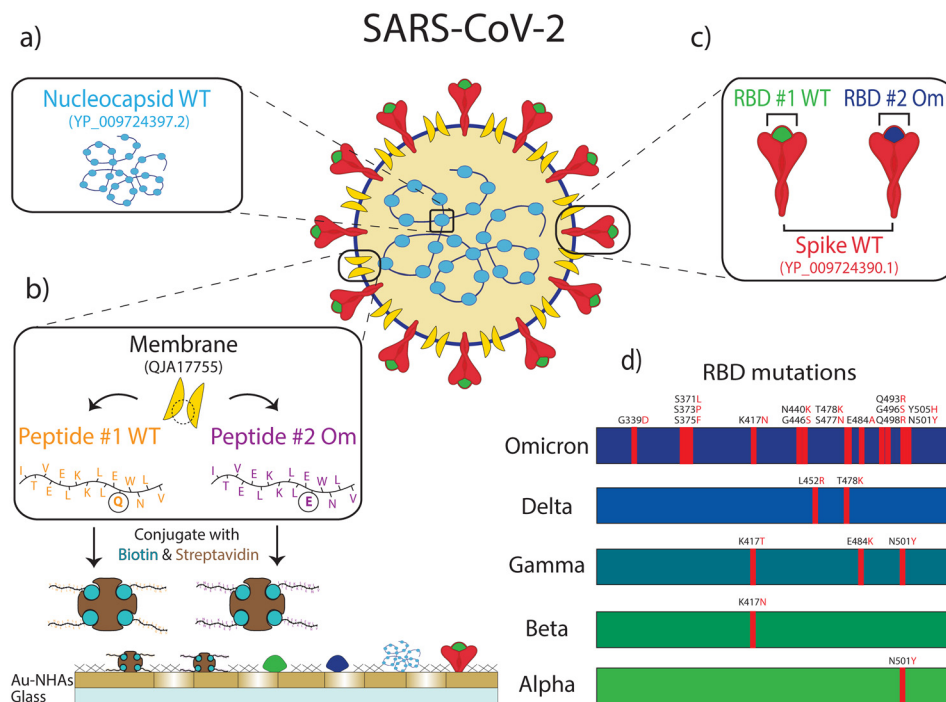 SARS-CoV-2
a)
Nucleocapsid WT
(YP_009724397.2)
b)
Membrane
(QJA17755)
Peptide #1 WT
Peptide #2 Om
I V E K L E W L
T E L K L Q N V
I V E K L E W L
T E L K L E N V
Conjugate with
Biotin & Streptavidin
Au-NHAs
Glass
c)
RBD #1 WT
RBD #2 Om
Spike WT
(YP_009724390.1)
d)
RBD mutations
S371L
Q493R
S373P
N440K T478K
G496S Y505H
G339D
S375F
K417N
G446S S477N E484A Q498R N501Y
Omicron
L452R T478K
Delta
K417T
E484K
N501Y
Gamma
K417N
Beta
N501Y
Alpha